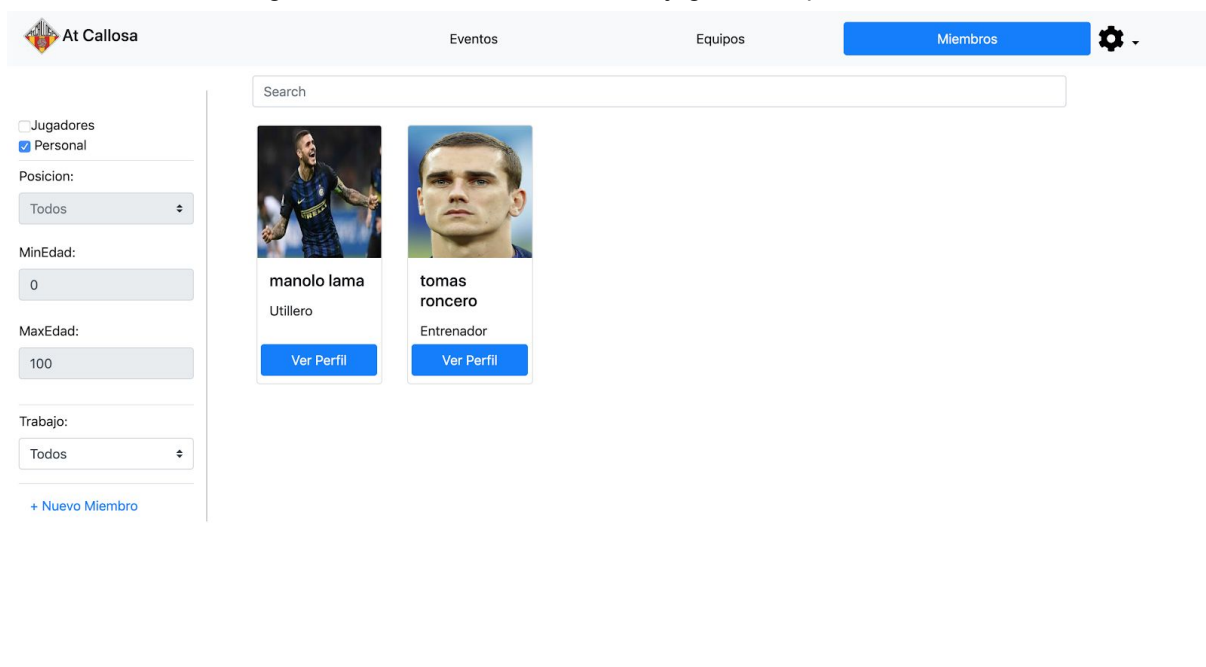 At Callosa
Eventos
Equipos
Miembros
Search
Jugadores
Personal
Posicion:
Todos
MinEdad:
0
MaxEdad:
100
Trabajo:
Todos
+ Nuevo Miembro
manolo lama
Utillero
Ver Perfil
tomas
roncero
Entrenador
Ver Perfil